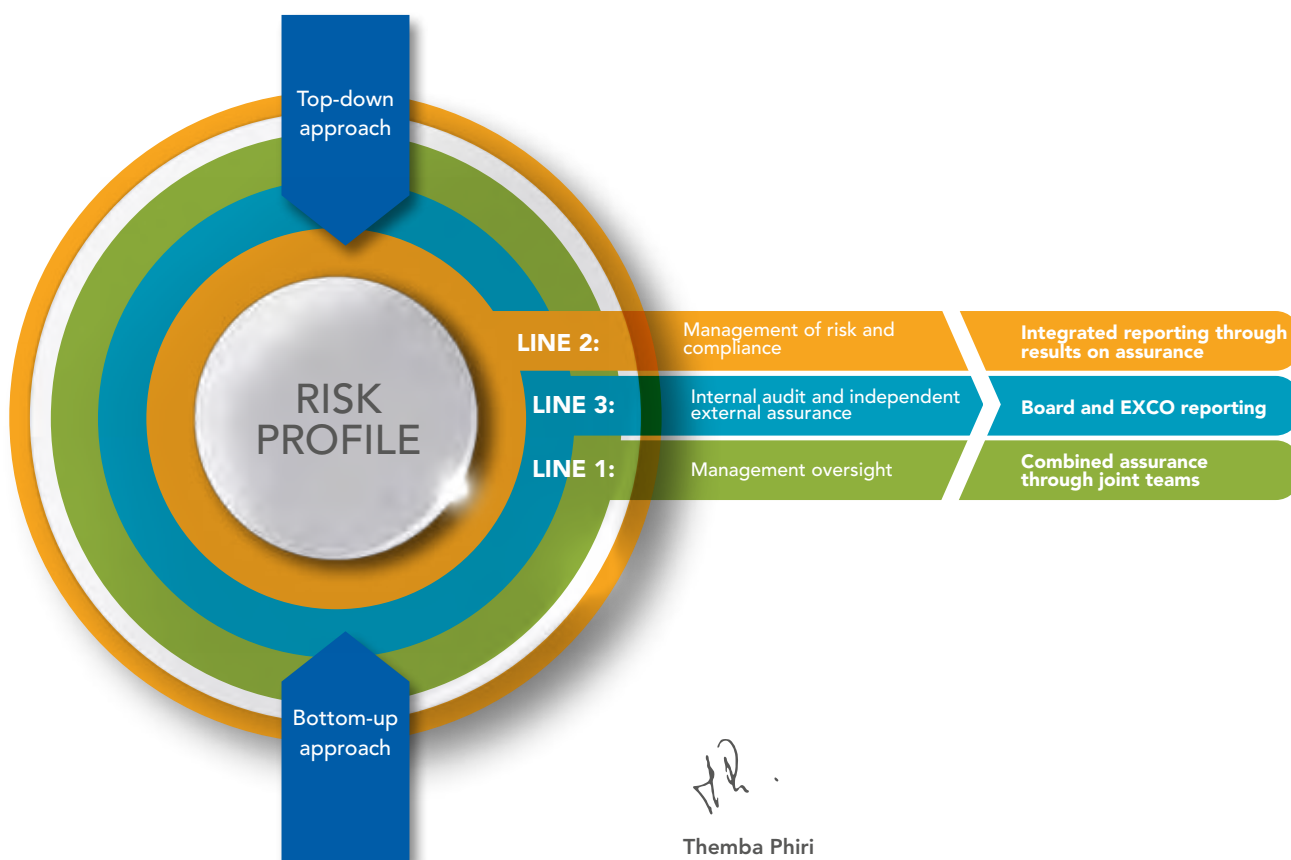 Top-down
approach
RISK
PROFILE
LINE 2:
Management of risk and
compliance
Integrated reporting through
results on assurance
LINE 3:
Internal audit and independent
external assurance
Board and EXCO reporting
LINE 1:
Management oversight
Combined assurance
through joint teams
Bottom-up
approach
Themba Phiri